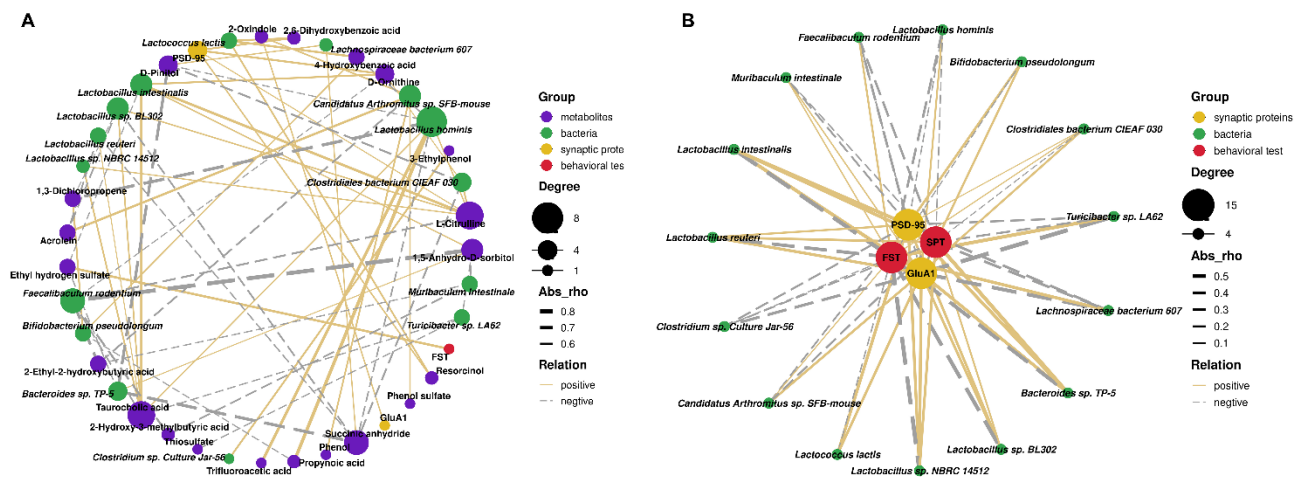 A
2-Oxindole
2,6-Dihydroxybenzoic acid
Lactococcus lactis
Lachnospiraceae bacterium 607
PSD-95
4-Hydroxybenzoic acid
D-Pinitol
D-Ornithine
Lactobacillus intestinalis
Candidatus Arthromitus sp. SFB-mouse
Lactobacillus sp. BL302
Lactobacillus hominis
Lactobacillus reuteri
3-Ethylphenol
Lactobacillus sp. NBRC 14512
Clostridiales bacterium CIEAF 030
1,3-Dichloropropene
L-Citrulline
Acrolein
1,5-Anhydro-D-sorbitol
Ethyl hydrogen sulfate
Faecalibaculum rodentium
Muribaculum intestinale
Bifidobacterium pseudolongum
Turicibacter sp. LA62
FST
2-Ethyl-2-hydroxybutyric acid
Resorcinol
Bacteroides sp. TP-5
Phenol sulfate
Taurocholic acid
GluA1
2-Hydroxy-3-methylbutyric acid
Succinic anhydride
Thiosulfate
Phenol
Clostridium sp. Culture Jar-56
Propynoic acid
Trifluoroacetic acid
Group
metabolites
bacteria
synaptic prote
behavioral tes
Degree
8
4
1
Abs_rho
0.8
0.7
0.6
Relation
positive
negtive
B
Lactobacillus hominis
Faecalibaculum rodentium
Bifidobacterium pseudolongum
Muribaculum intestinale
Clostridiales bacterium CIEAF 030
Lactobacillus intestinalis
Turicibacter sp. LA62
PSD-95
Lactobacillus reuteri
SPT
FST
GluA1
Lachnospiraceae bacterium 607
Clostridium sp. Culture Jar-56
Bacteroides sp. TP-5
Candidatus Arthromitus sp. SFB-mouse
Lactobacillus sp. BL302
Lactococcus lactis
Lactobacillus sp. NBRC 14512
Group
synaptic proteins
bacteria
behavioral test
Degree
15
4
Abs_rho
0.5
0.4
0.3
0.2
0.1
Relation
positive
negtive